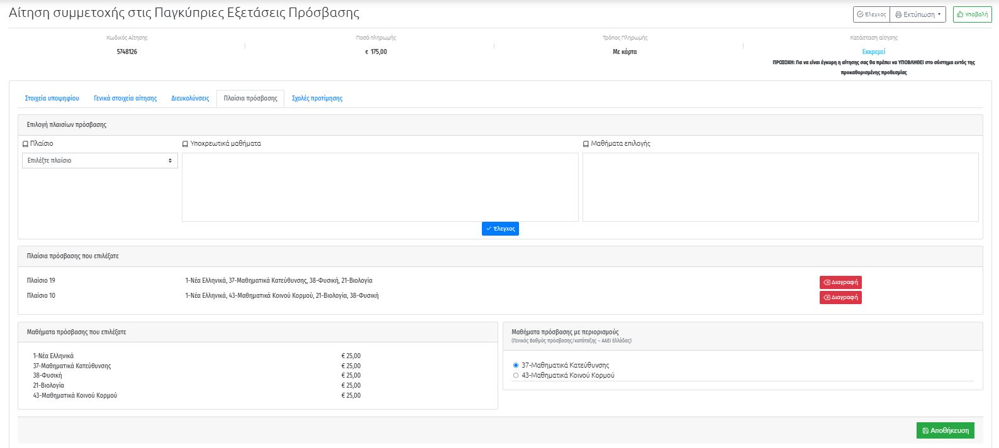 Αίτηση συμμετοχής στις Παγκύπριες Εξετάσεις Πρόσβασης
Έλεγχος
Εκτύπωση
Υποβολή
Κωδικός Αίτησης
5748126
Ποσό πληρωμής
€ 175,00
Τρόπος Πληρωμής
Με κάρτα
Κατάσταση αίτησης
Εκκρεμεί
ΠΡΟΣΟΧΗ: Για να είναι έγκυρη η αίτησης σας θα πρέπει να ΥΠΟΒΛΗΘΕΙ στο σύστημα εντός της
προκαθορισμένης προθεσμίας
Στοιχεία υποψηφίου
Γενικά στοιχεία αίτησης
Διευκολύνσεις
Πλαίσια πρόσβασης
Σχολές προτίμησης
Επιλογή πλαισίων πρόσβασης
Πλαίσιο
Υποχρεωτικά μαθήματα
Μαθήματα επιλογής
Επιλέξτε πλαίσιο
Έλεγχος
Πλαίσια πρόσβασης που επιλέξατε
Πλαίσιο 19
1-Νέα Ελληνικά, 37-Μαθηματικά Κατεύθυνσης, 38-Φυσική, 21-Βιολογία
Διαγραφή
Πλαίσιο 10
1-Νέα Ελληνικά, 43-Μαθηματικά Κοινού Κορμού, 21-Βιολογία, 38-Φυσική
Διαγραφή
Μαθήματα πρόσβασης που επιλέξατε
1-Νέα Ελληνικά € 25,00
37-Μαθηματικά Κατεύθυνσης € 25,00
38-Φυσική € 25,00
21-Βιολογία € 25,00
43-Μαθηματικά Κοινού Κορμού € 25,00
Μαθήματα πρόσβασης με περιορισμούς
(Γενικός Βαθμός πρόσβασης/κατάταξης – ΑΑΕΙ Ελλάδας)
37-Μαθηματικά Κατεύθυνσης
43-Μαθηματικά Κοινού Κορμού
Αποθήκευση